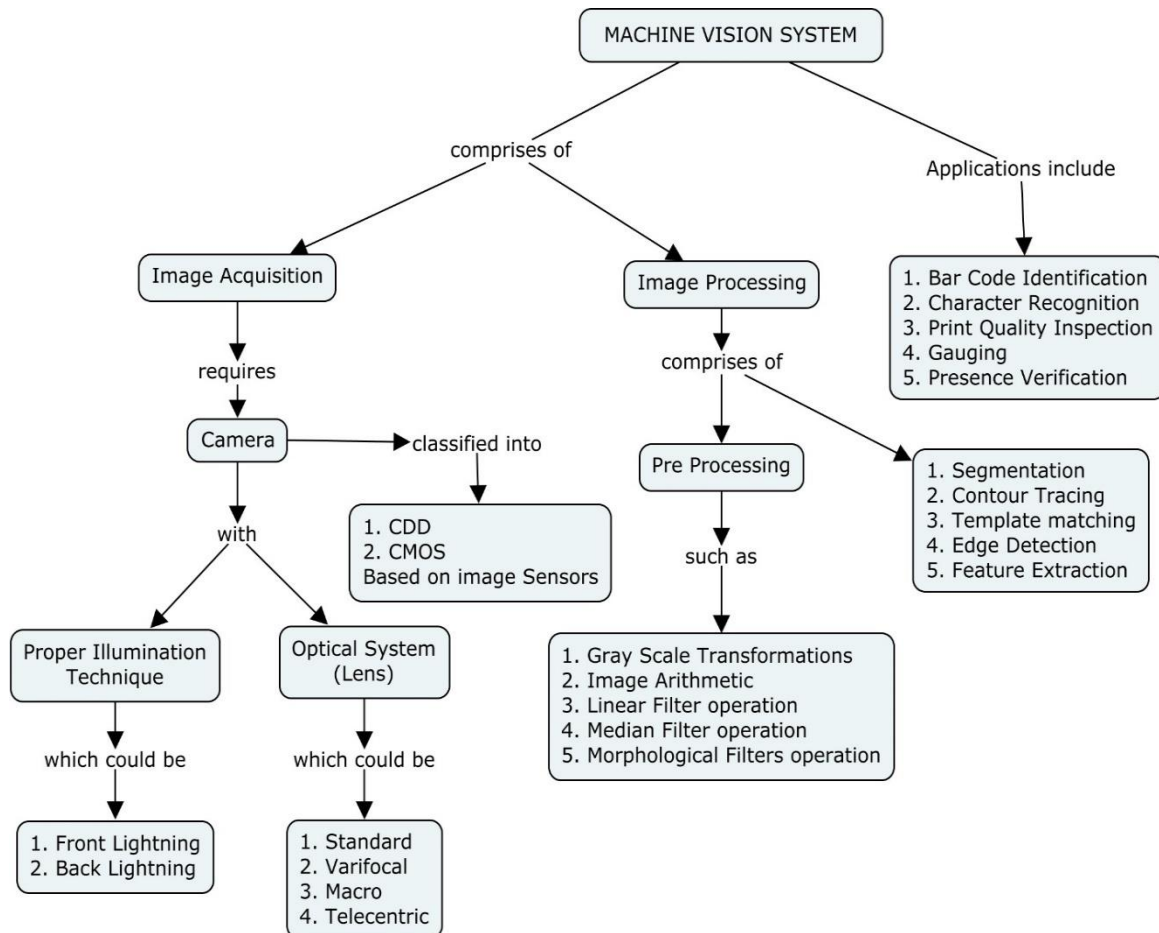 MACHINE VISION SYSTEM
comprises of
Applications include
Image Acquisition
Image Processing
1. Bar Code Identification
2. Character Recognition
3. Print Quality Inspection
4. Gauging
5. Presence Verification
requires
comprises of
Camera
classified into
Pre Processing
1. Segmentation
2. Contour Tracing
3. Template matching
4. Edge Detection
5. Feature Extraction
1. CDD
2. CMOS
Based on image Sensors
with
such as
Proper Illumination
Technique
Optical System
(Lens)
1. Gray Scale Transformations
2. Image Arithmetic
3. Linear Filter operation
4. Median Filter operation
5. Morphological Filters operation
which could be
which could be
1. Front Lightning
2. Back Lightning
1. Standard
2. Varifocal
3. Macro
4. Telecentric